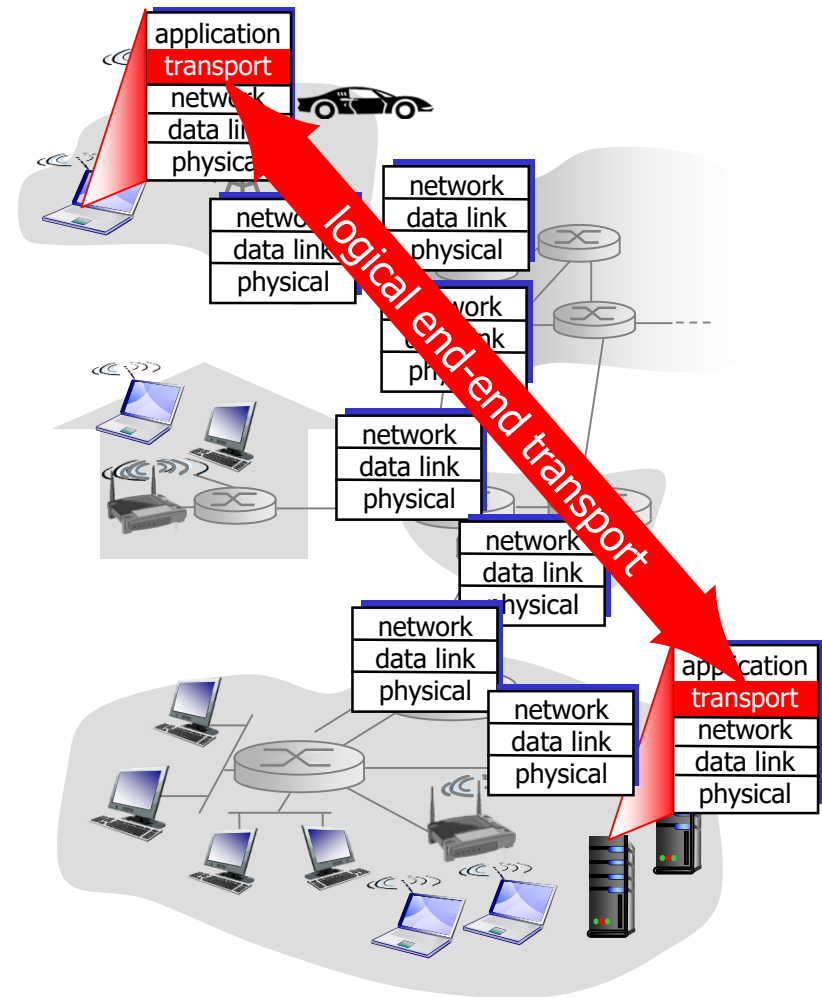 application
transport
network
data link
physical
network
data link
physical
network
data link
physical
logical end-end transport
network
data link
physical
network
data link
physical
network
data link
physical
network
data link
physical
application
transport
network
data link
physical
network
data link
physical